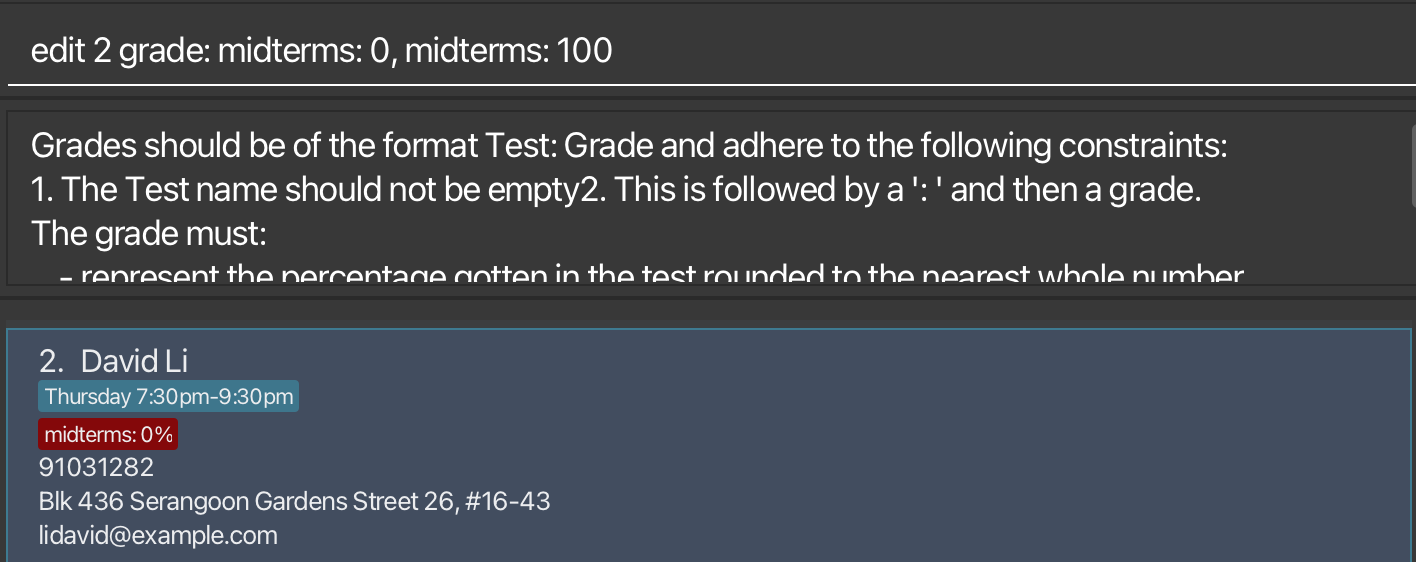 edit 2 grade: midterms: 0, midterms: 100
Grades should be of the format Test: Grade and adhere to the following constraints:
1. The Test name should not be empty2. This is followed by a ': ' and then a grade.
The grade must:
- represent the percentage gotten in the test rounded to the nearest whole number
2. David Li
Thursday 7:30pm-9:30pm
midterms: 0%
91031282
Blk 436 Serangoon Gardens Street 26, #16-43
lidavid@example.com